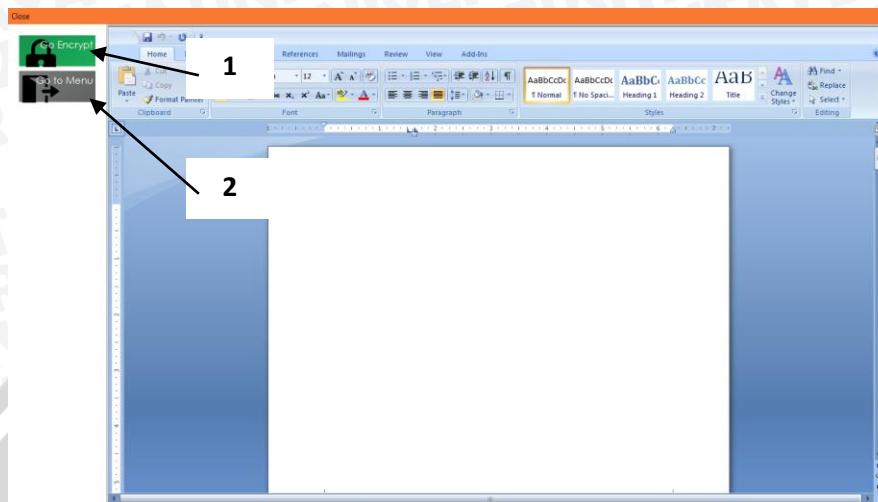 Close
Go Encrypt
Go to Menu
1
2
Home References Mailings Review View Add-Ins
Paste
Cut
Copy
Format Painter
12
Clipboard Font Paragraph Styles Editing
AaBbCcDc AaBbCcDc AaBbC AaBbCc AaB
¶ Normal ¶ No Spaci... Heading 1 Heading 2 Title
Change Styles
Find
Replace
Select